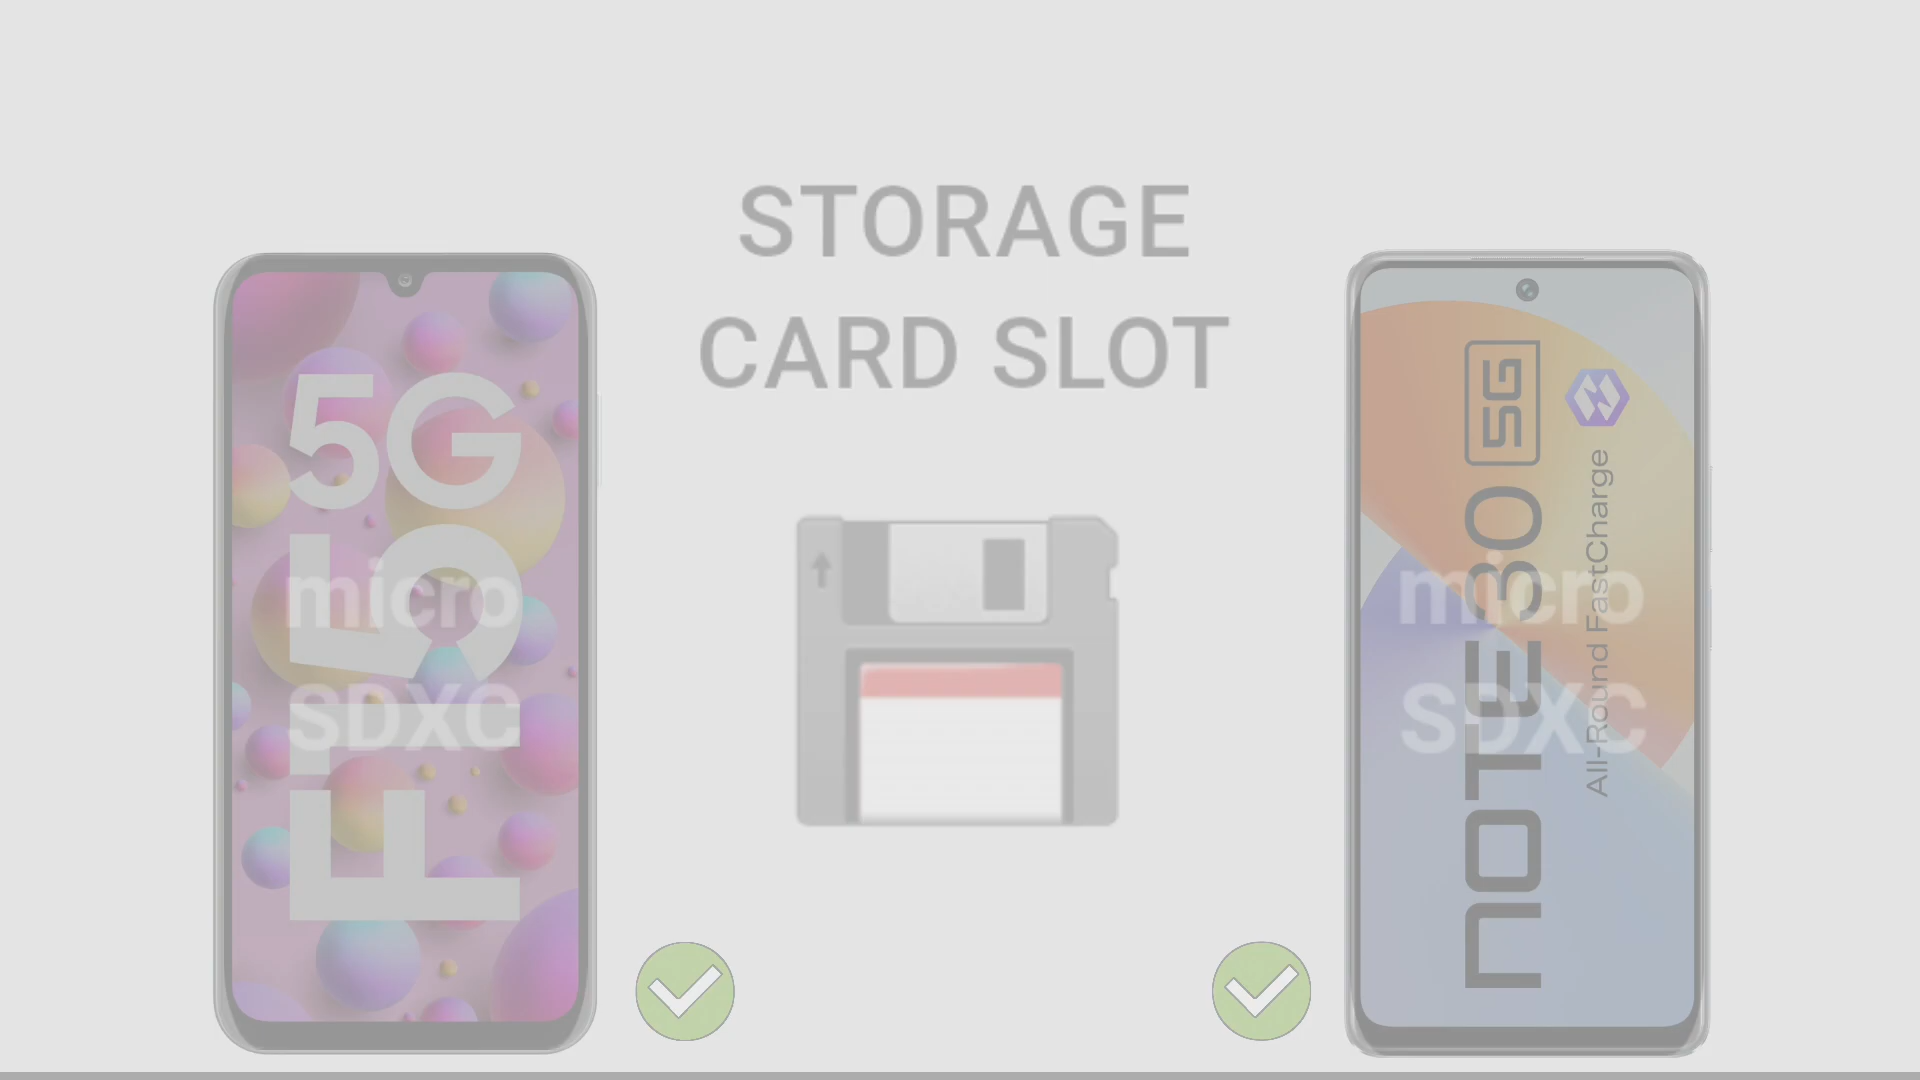 STORAGE
CARD SLOT
F15 5G
micro
SDXC
NOTE 30 5G
All-Round FastCharge
micro
SDXC